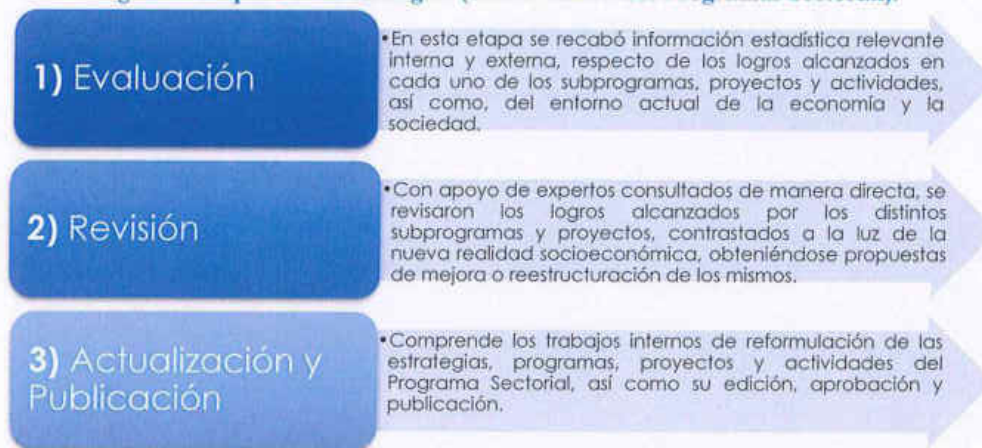 1) Evaluación
•En esta etapa se recabó información estadística relevante
interna y externa, respecto de los logros alcanzados en
cada uno de los subprogramas, proyectos y actividades,
así como, del entorno actual de la economía y la
sociedad.
2) Revisión
•Con apoyo de expertos consultados de manera directa, se
revisaron los logros alcanzados por los distintos
subprogramas y proyectos, contrastados a la luz de la
nueva realidad socioeconómica, obteniéndose propuestas
de mejora o reestructuración de los mismos.
3) Actualización y
Publicación
•Comprende los trabajos internos de reformulación de las
estrategias, programas, proyectos y actividades del
Programa Sectorial, así como su edición, aprobación y
publicación.